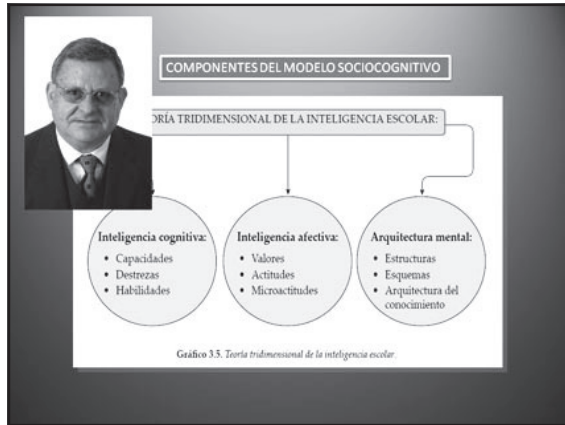 COMPONENTES DEL MODELO SOCIOCOGNITIVO
ORÍA TRIDIMENSIONAL DE LA INTELIGENCIA ESCOLAR:
Inteligencia cognitiva:
• Capacidades
• Destrezas
• Habilidades
Inteligencia afectiva:
• Valores
• Actitudes
• Microactitudes
Arquitectura mental:
• Estructuras
• Esquemas
• Arquitectura del
conocimiento
Gráfico 3.5. Teoría tridimensional de la inteligencia escolar.